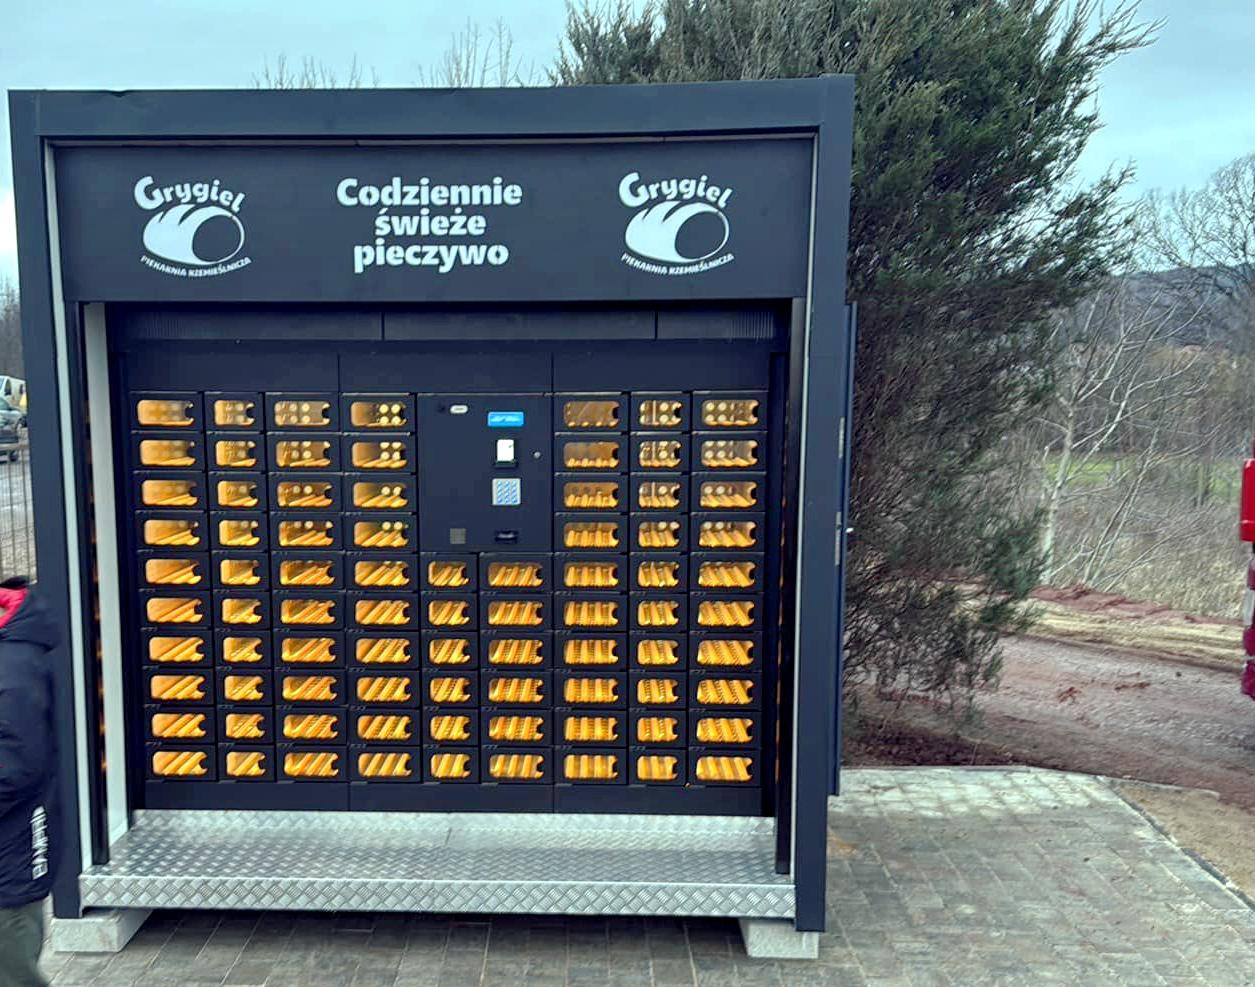 Grygiel
PIEKARNIA RZEMIEŚLNICZA
Codziennie
świeże
pieczywo
Grygiel
PIEKARNIA RZEMIEŚLNICZA